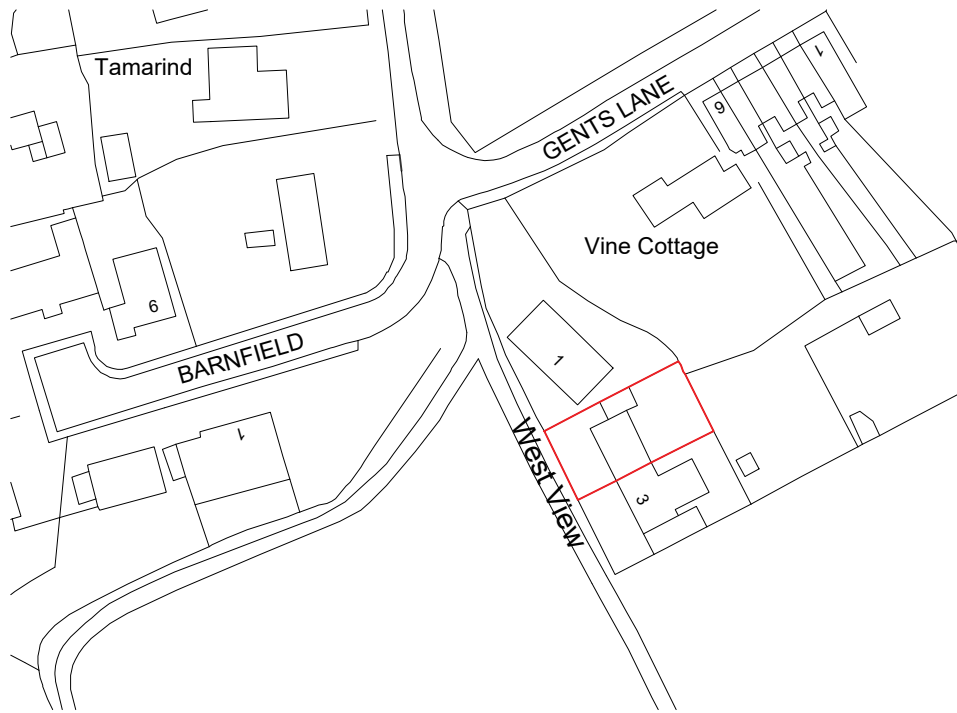 Tamarind
GENTS LANE
1
9
Vine Cottage
6
BARNFIELD
1
1
West View
3